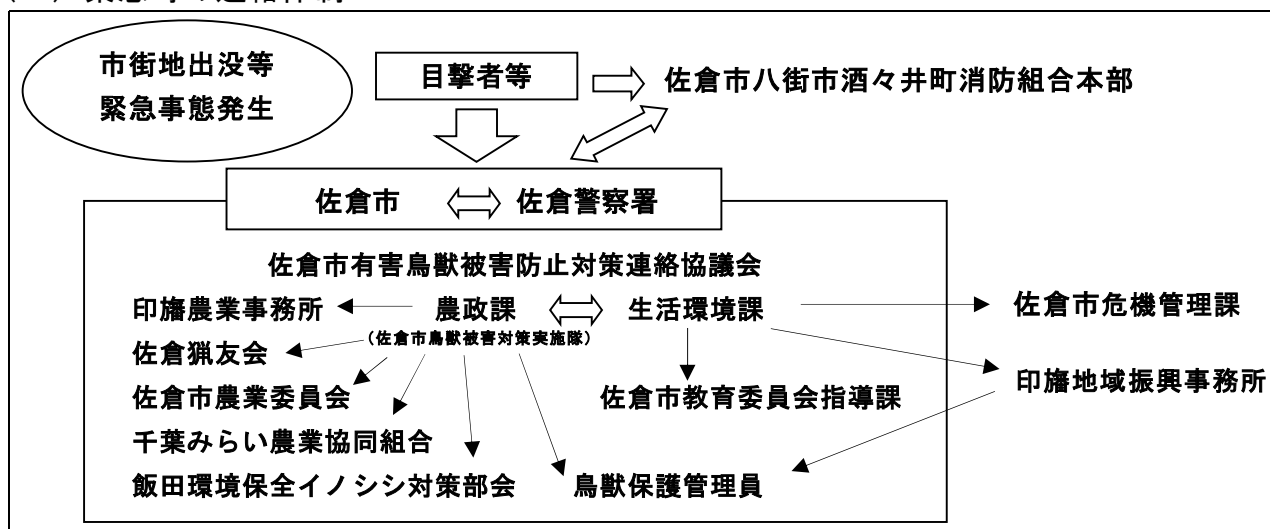 市街地出没等
緊急事態発生
目撃者等
佐倉市八街市酒々井町消防組合本部
佐倉市
佐倉警察署
佐倉市有害鳥獣被害防止対策連絡協議会
印旛農業事務所
農政課
生活環境課
佐倉市危機管理課
(佐倉市鳥獣被害対策実施隊)
佐倉猟友会
印旛地域振興事務所
佐倉市農業委員会
佐倉市教育委員会指導課
千葉みらい農業協同組合
飯田環境保全イノシシ対策部会
鳥獣保護管理員